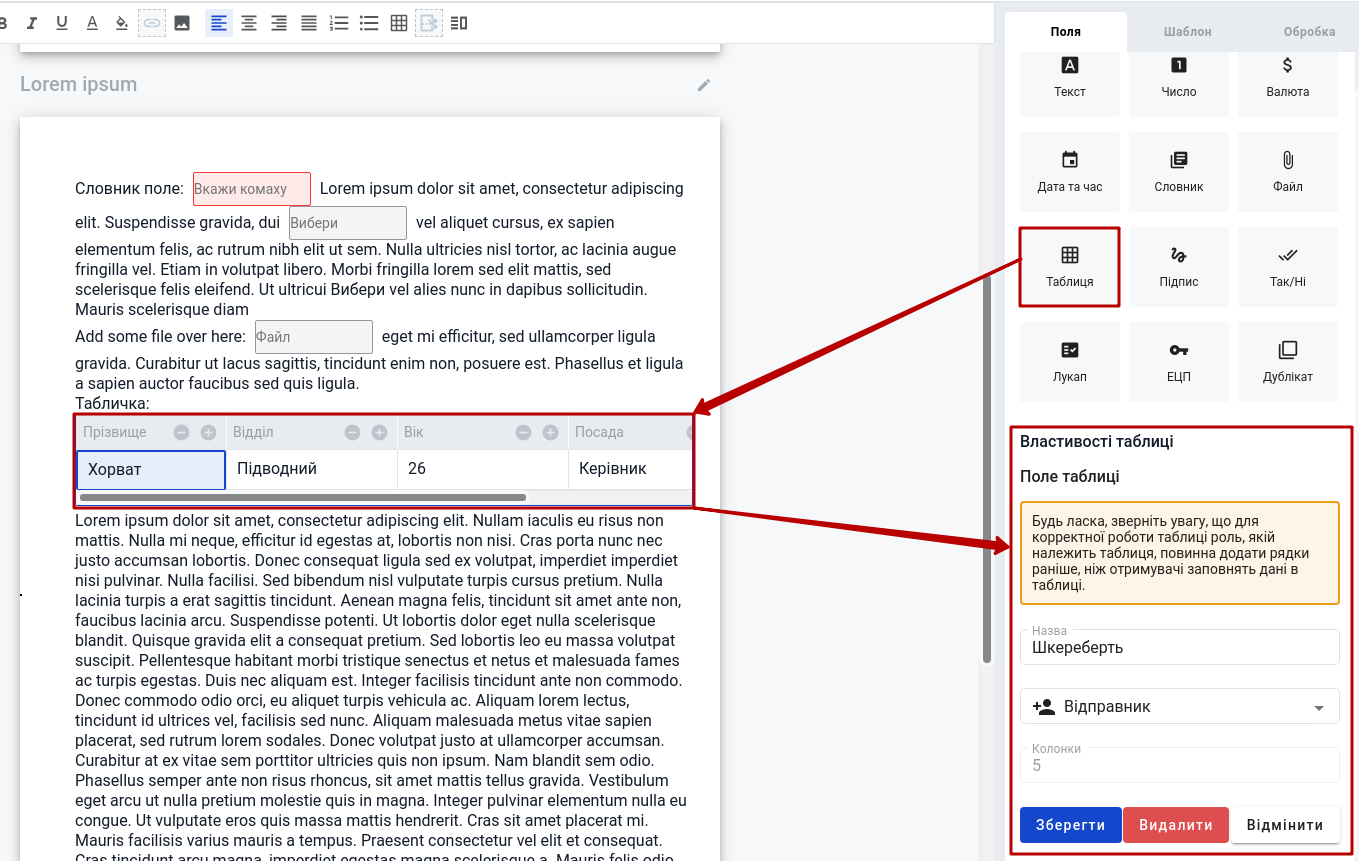 B I U A
Lorem ipsum
Словник поле: Вкажи комаху Lorem ipsum dolor sit amet, consectetur adipiscing
elit. Suspendisse gravida, dui Вибери vel aliquet cursus, ex sapien
elementum felis, ac rutrum nibh elit ut sem. Nulla ultricies nisl tortor, ac lacinia augue
fringilla vel. Etiam in volutpat libero. Morbi fringilla lorem sed elit mattis, sed
scelerisque felis eleifend. Ut ultricui Вибери vel alies nunc in dapibus sollicitudin.
Mauris scelerisque diam
Add some file over here: Файл eget mi efficitur, sed ullamcorper ligula
gravida. Curabitur ut lacus sagittis, tincidunt enim non, posuere est. Phasellus et ligula
a sapien auctor faucibus sed quis ligula.
Табличка:
Прізвище Відділ Вік Посада
Хорват Підводний 26 Керівник
Lorem ipsum dolor sit amet, consectetur adipiscing elit. Nullam iaculis eu risus non
mattis. Nulla mi neque, efficitur id egestas at, lobortis non nisi. Cras porta nunc nec
justo accumsan lobortis. Donec consequat ligula sed ex volutpat, imperdiet imperdiet
nisi pulvinar. Nulla facilisi. Sed bibendum nisl vulputate turpis cursus pretium. Nulla
lacinia turpis a erat sagittis tincidunt. Aenean magna felis, tincidunt sit amet ante non,
faucibus lacinia arcu. Suspendisse potenti. Ut lobortis dolor eget nulla scelerisque
blandit. Quisque gravida elit a consequat pretium. Sed lobortis leo eu massa volutpat
suscipit. Pellentesque habitant morbi tristique senectus et netus et malesuada fames
ac turpis egestas. Duis nec aliquam est. Integer facilisis tincidunt ante non commodo.
Donec commodo odio orci, eu aliquet turpis vehicula ac. Aliquam lorem lectus,
tincidunt id ultrices vel, facilisis sed nunc. Aliquam malesuada metus vitae sapien
placerat, sed rutrum lorem sodales. Donec volutpat justo at ullamcorper accumsan.
Curabitur at ex vitae sem porttitor ultricies quis non ipsum. Nam blandit sem odio.
Phasellus semper ante non risus rhoncus, sit amet mattis tellus gravida. Vestibulum
eget arcu ut nulla pretium molestie quis in magna. Integer pulvinar elementum nulla eu
congue. Ut vulputate eros quis massa mattis hendrerit. Cras sit amet placerat mi.
Mauris facilisis varius mauris a tempus. Praesent consectetur vel elit et consequat.
Cras tincidunt arcu magna, imperdiet egestas magna scelerisque a. Mauris felis odio
Поля Шаблон Обробка
Текст Число Валюта
Дата та час Словник Файл
Таблиця Підпис Так/Ні
Лукап ЕЦП Дублікат
Властивості таблиці
Поле таблиці
Будь ласка, зверніть увагу, що для
корректної роботи таблиці роль, якій
належить таблиця, повинна додати рядки
раніше, ніж отримувачі заповнять дані в
таблиці.
Назва
Шкереберть
Відправник
Колонки
5
Зберегти Видалити Відмінити